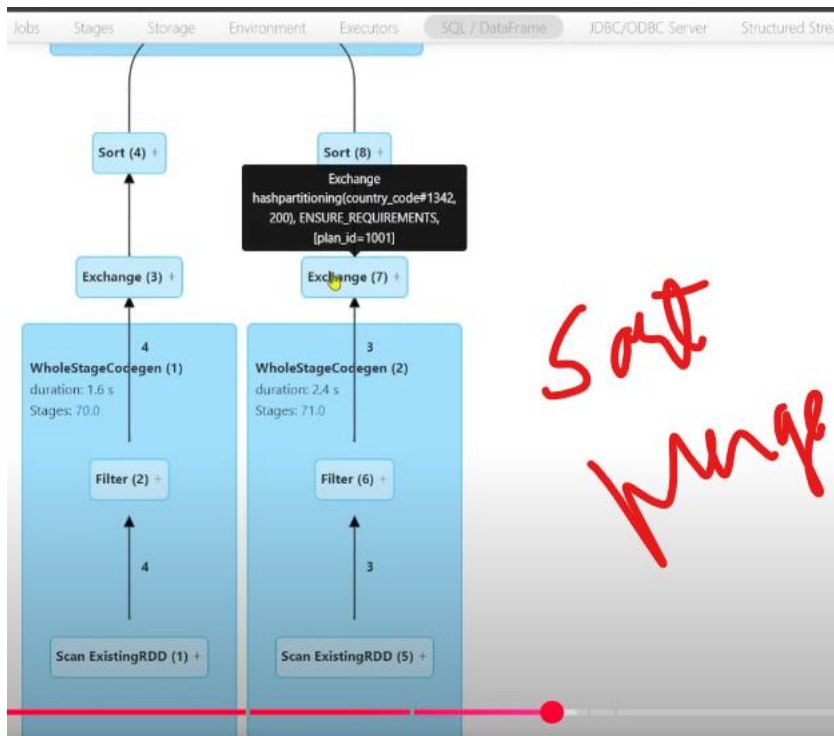 Jobs Stages Storage Environment Executors SQL / DataFrame JDBC/ODBC Server Structured Strea
Sort (4) +
Sort (8) +
Exchange
hashpartitioning(country_code#1342,
200), ENSURE_REQUIREMENTS,
[plan_id=1001]
Exchange (3) +
Exchange (7) +
4
WholeStageCodegen (1)
duration: 1.6 s
Stages: 70.0
Filter (2) +
4
Scan ExistingRDD (1) +
3
WholeStageCodegen (2)
duration: 2.4 s
Stages: 71.0
Filter (6) +
3
Scan ExistingRDD (5) +
Sort
Merge